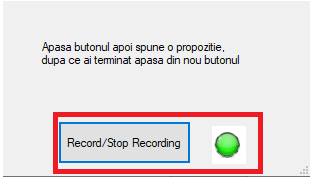 Apasa butonul apoi spune o propozitie,
dupa ce ai terminat apasa din nou butonul
Record/Stop Recording